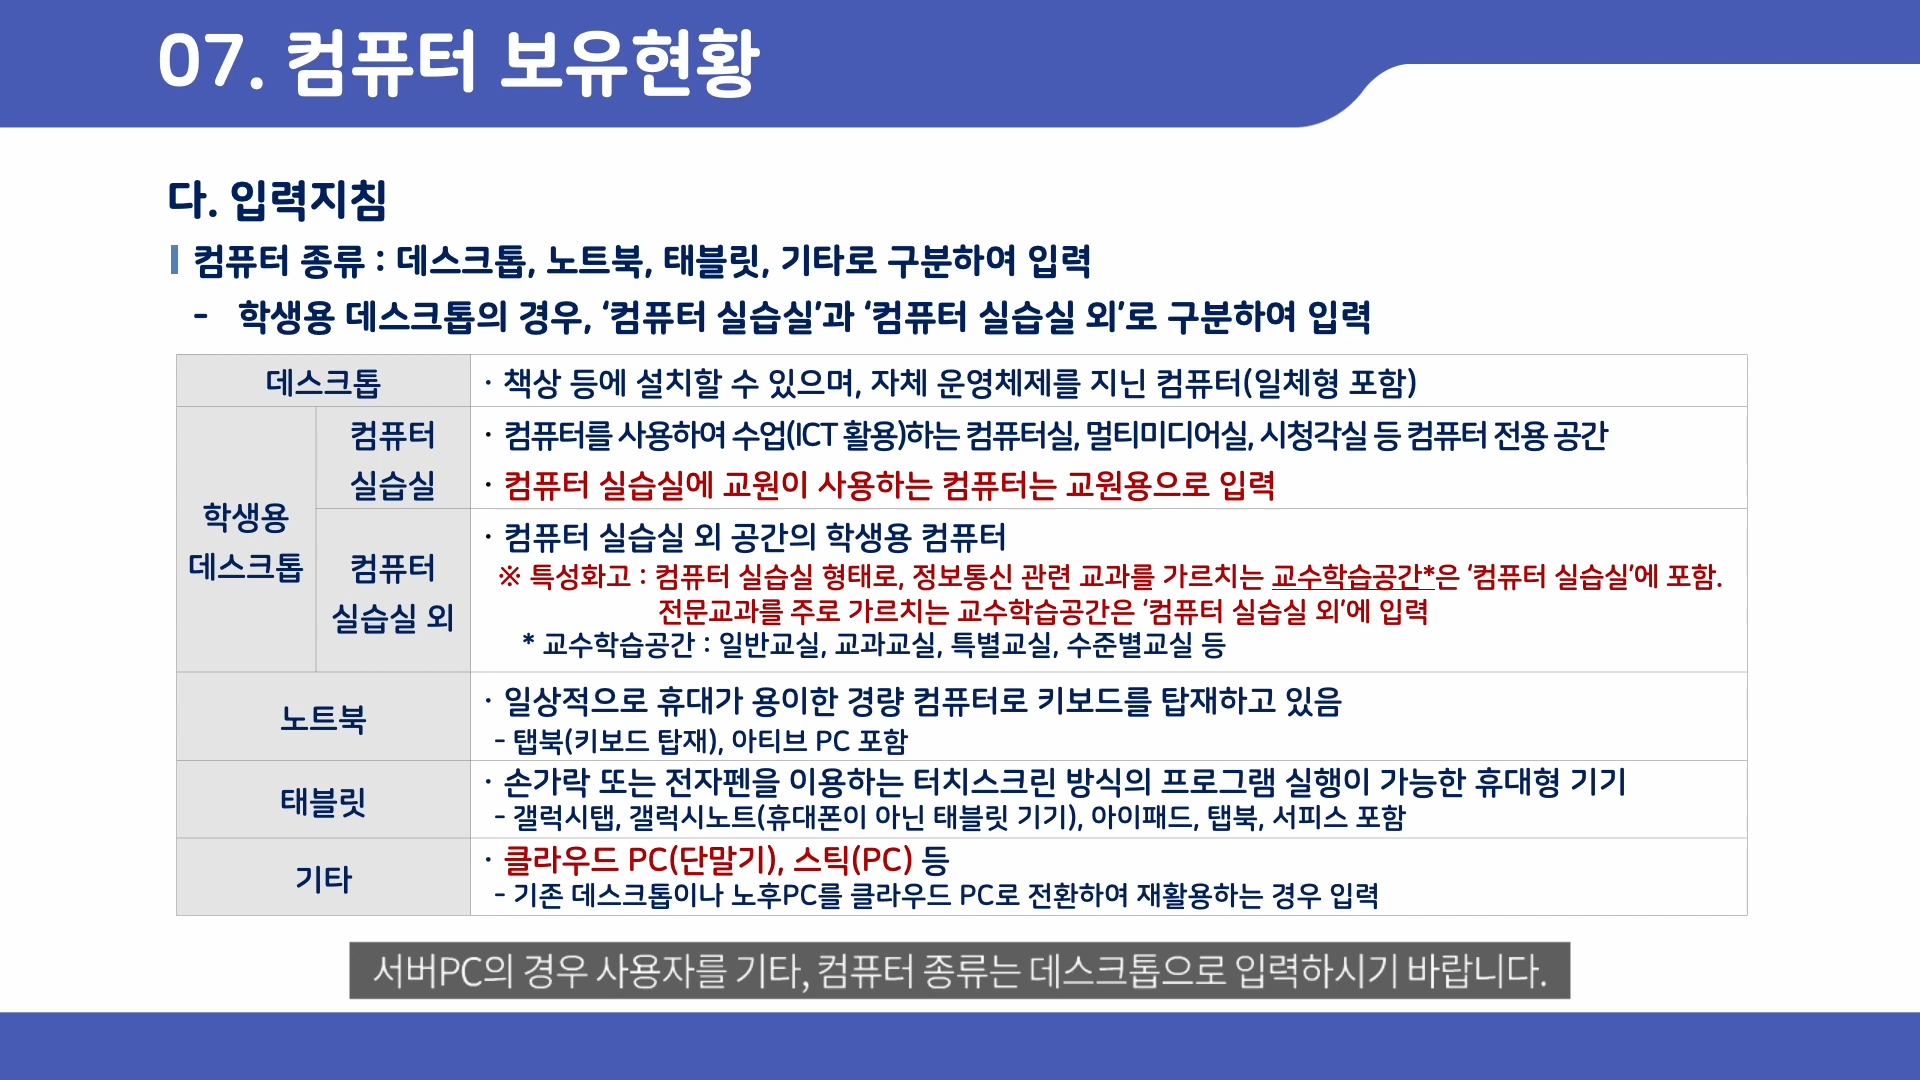 07. 컴퓨터 보유현황
다. 입력지침
컴퓨터 종류 : 데스크톱, 노트북, 태블릿, 기타로 구분하여 입력
- 학생용 데스크톱의 경우, ‘컴퓨터 실습실’과 ‘컴퓨터 실습실 외’로 구분하여 입력
데스크톱
· 책상 등에 설치할 수 있으며, 자체 운영체제를 지닌 컴퓨터(일체형 포함)
학생용
데스크톱
컴퓨터
실습실
· 컴퓨터를 사용하여 수업(ICT 활용)하는 컴퓨터실, 멀티미디어실, 시청각실 등 컴퓨터 전용 공간
· 컴퓨터 실습실에 교원이 사용하는 컴퓨터는 교원용으로 입력
컴퓨터
실습실 외
· 컴퓨터 실습실 외 공간의 학생용 컴퓨터
※ 특성화고 : 컴퓨터 실습실 형태로, 정보통신 관련 교과를 가르치는 교수학습공간*은 ‘컴퓨터 실습실’에 포함.
전문교과를 주로 가르치는 교수학습공간은 ‘컴퓨터 실습실 외’에 입력
* 교수학습공간 : 일반교실, 교과교실, 특별교실, 수준별교실 등
노트북
· 일상적으로 휴대가 용이한 경량 컴퓨터로 키보드를 탑재하고 있음
- 탭북(키보드 탑재), 아티브 PC 포함
태블릿
· 손가락 또는 전자펜을 이용하는 터치스크린 방식의 프로그램 실행이 가능한 휴대형 기기
- 갤럭시탭, 갤럭시노트(휴대폰이 아닌 태블릿 기기), 아이패드, 탭북, 서피스 포함
기타
· 클라우드 PC(단말기), 스틱(PC) 등
- 기존 데스크톱이나 노후PC를 클라우드 PC로 전환하여 재활용하는 경우 입력
서버PC의 경우 사용자를 기타, 컴퓨터 종류는 데스크톱으로 입력하시기 바랍니다.